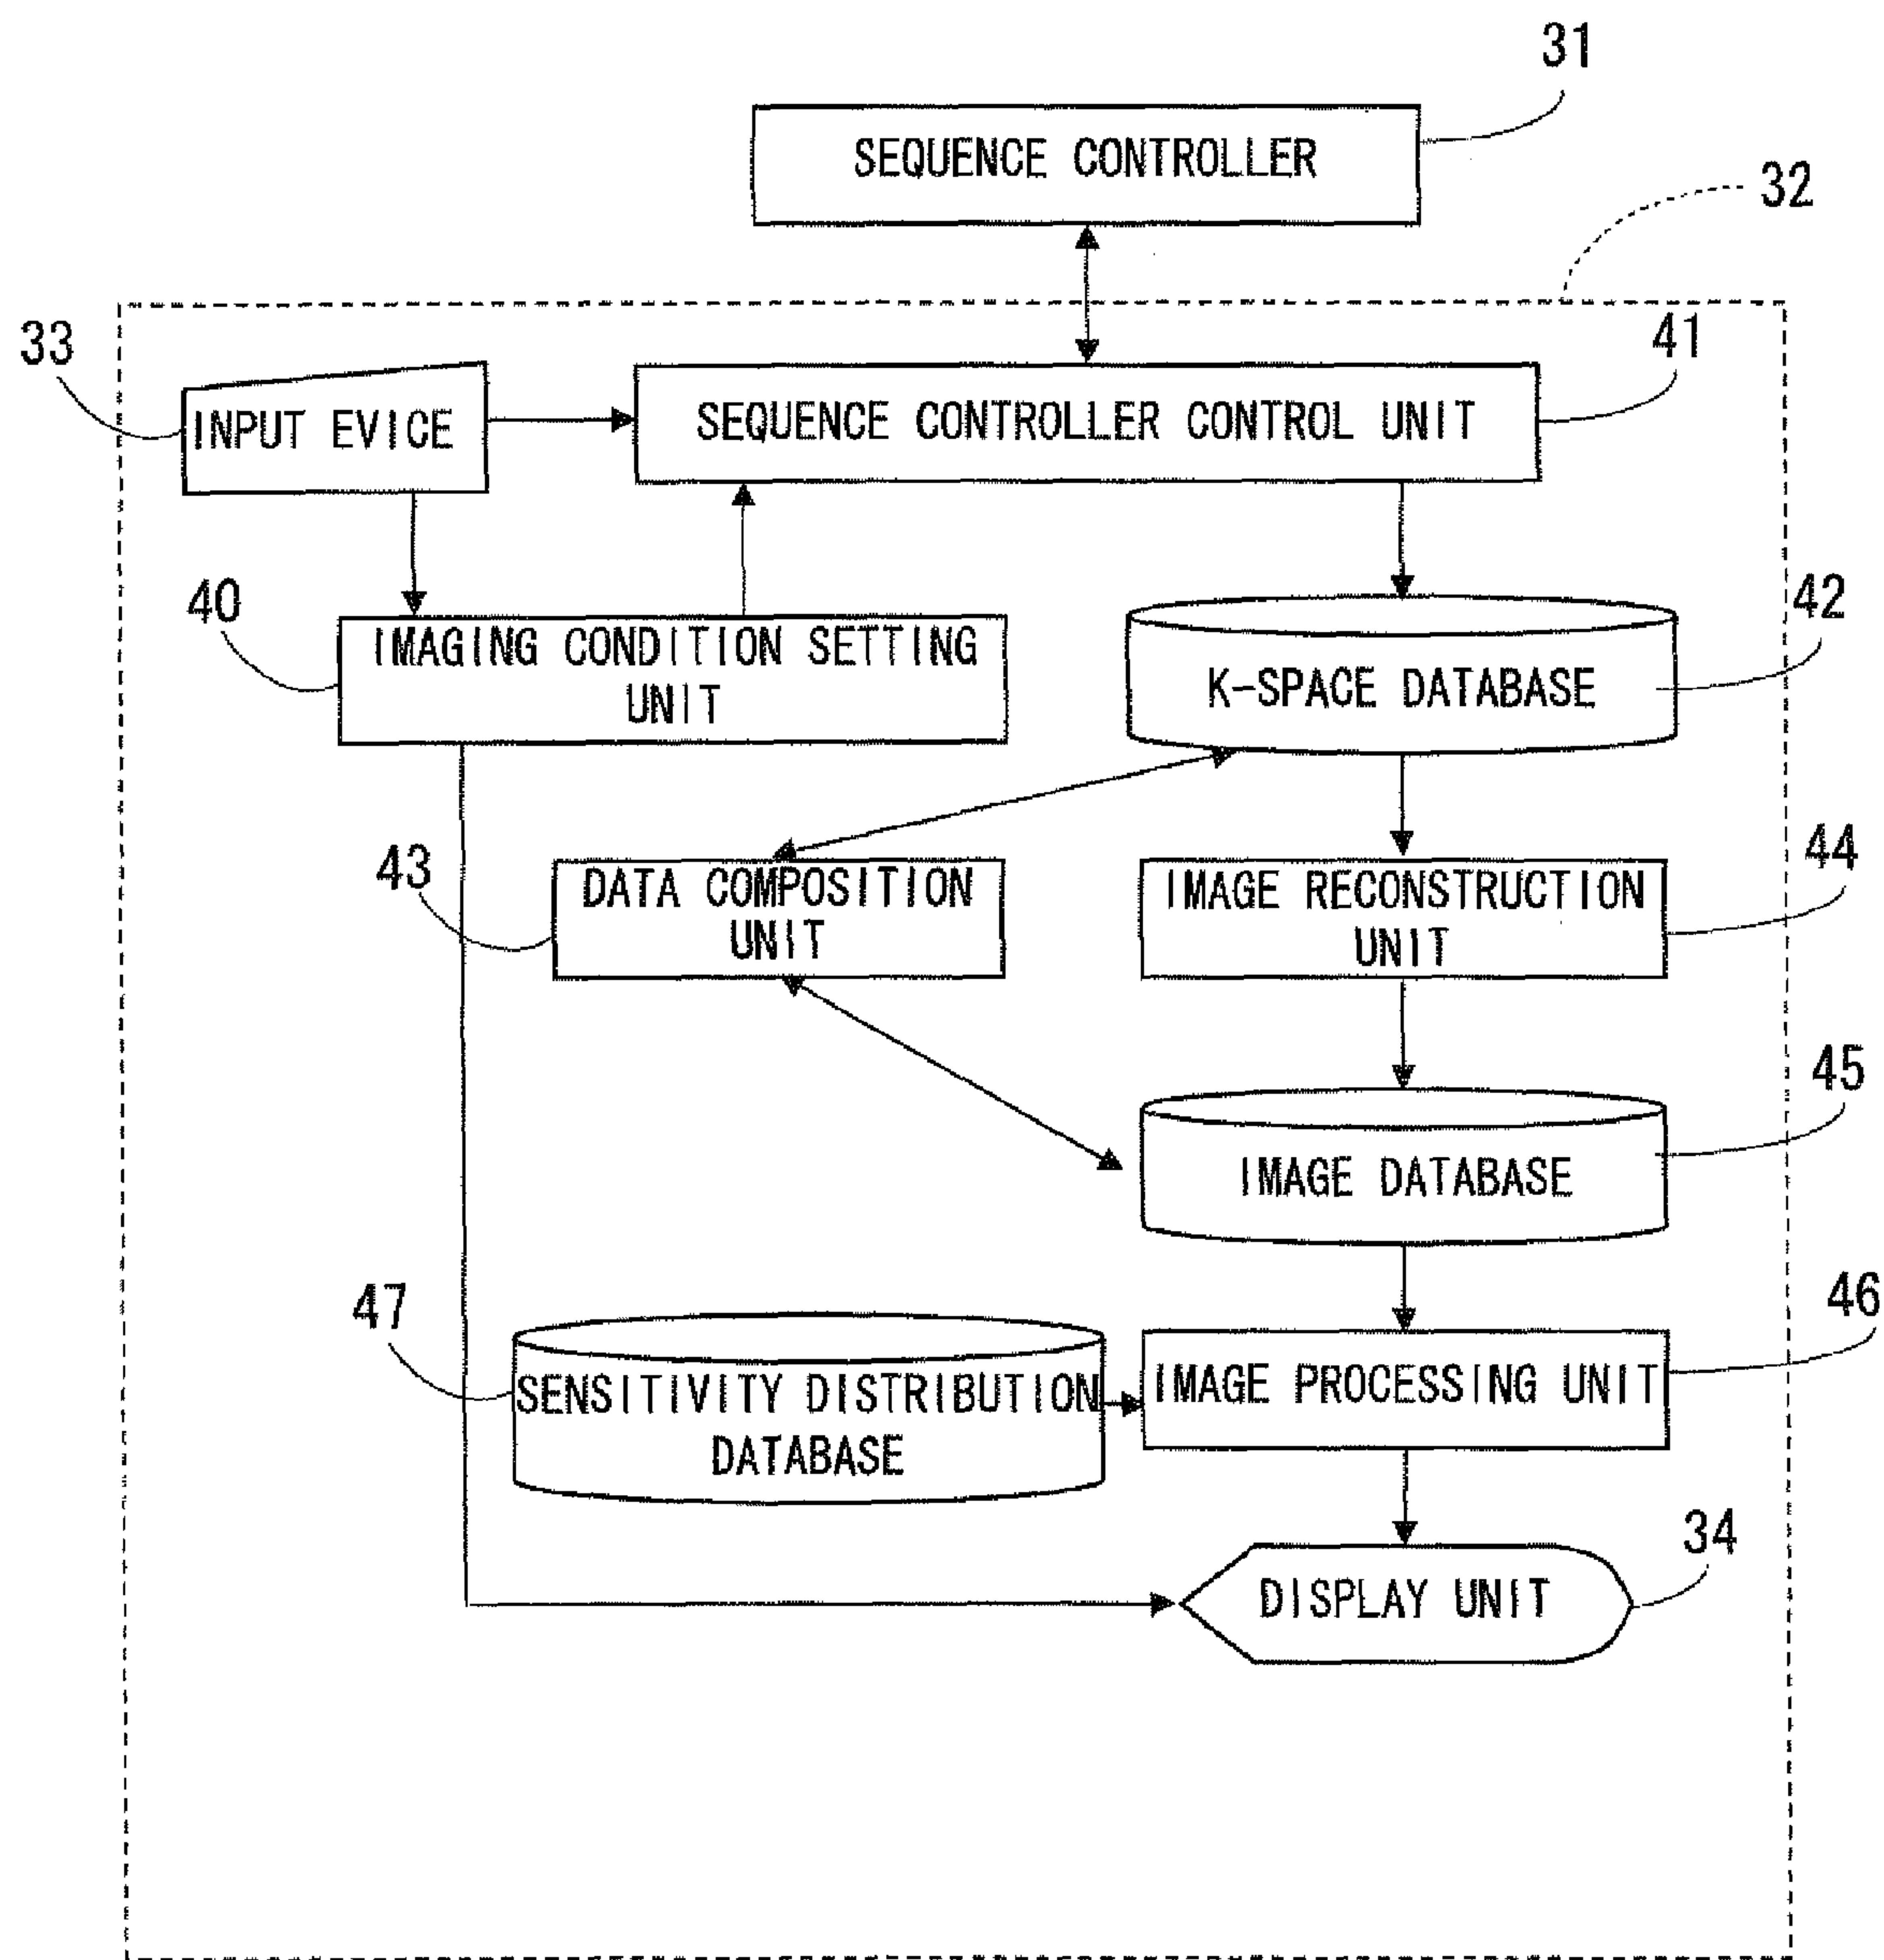 31
SEQUENCE CONTROLLER
32
33
41
INPUT EVICE
SEQUENCE CONTROLLER CONTROL UNIT
40
42
IMAGING CONDITION SETTING
UNIT
K-SPACE DATABASE
43
44
DATA COMPOSITION
UNIT
IMAGE RECONSTRUCTION
UNIT
45
IMAGE DATABASE
47
46
SENSITIVITY DISTRIBUTION
DATABASE
IMAGE PROCESSING UNIT
34
DISPLAY UNIT